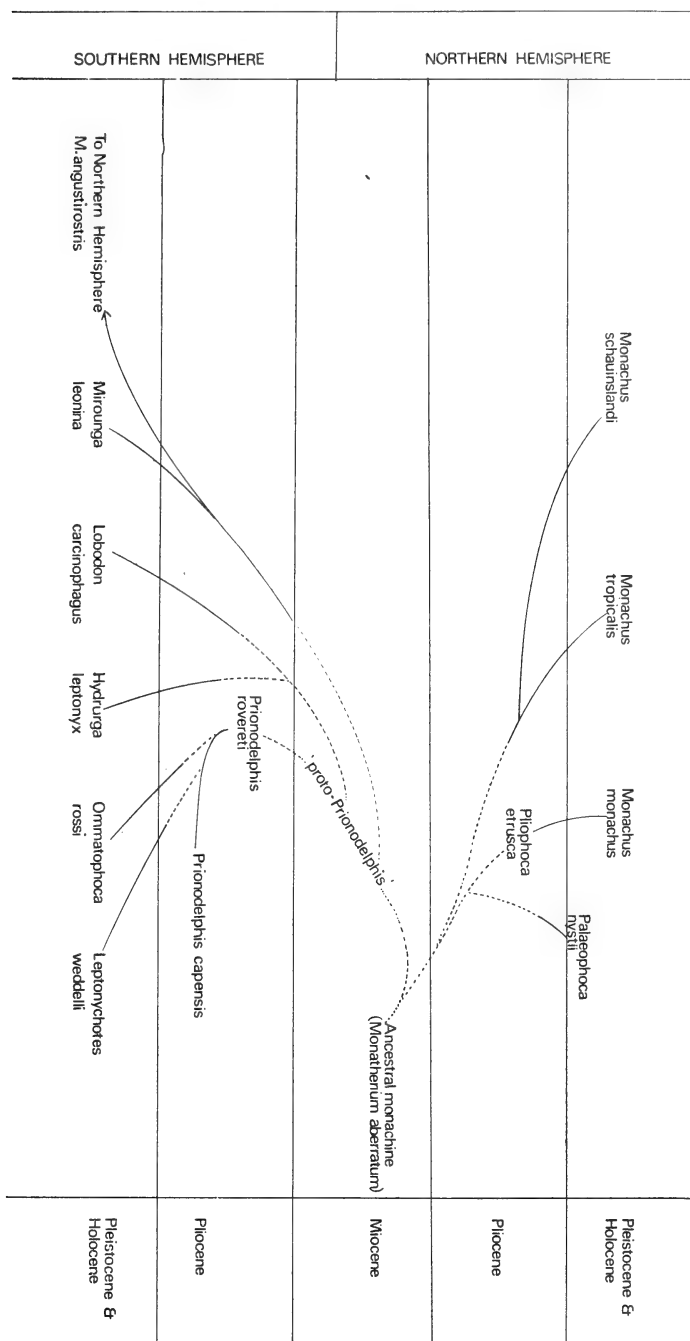 SOUTHERN HEMISPHERE
NORTHERN HEMISPHERE
To Northern Hemisphere
M. angustirostris
Mirounga
leonina
Lobodon
carcinophagus
Hydrurga
leptonyx
Ommatophoca
rossi
Leptonychotes
weddelli
Prionodelphis
rovereti
Prionodelphis capensis
'proto-Prionodelphis'
Ancestral monachine
(Monatherium aberratum)
Monachus
schauinslandi
Monachus
tropicalis
Monachus
monachus
Pliophoca
etrusca
Palaeophoca
nystii
Pleistocene &
Holocene
Pliocene
Miocene
Pliocene
Pleistocene &
Holocene